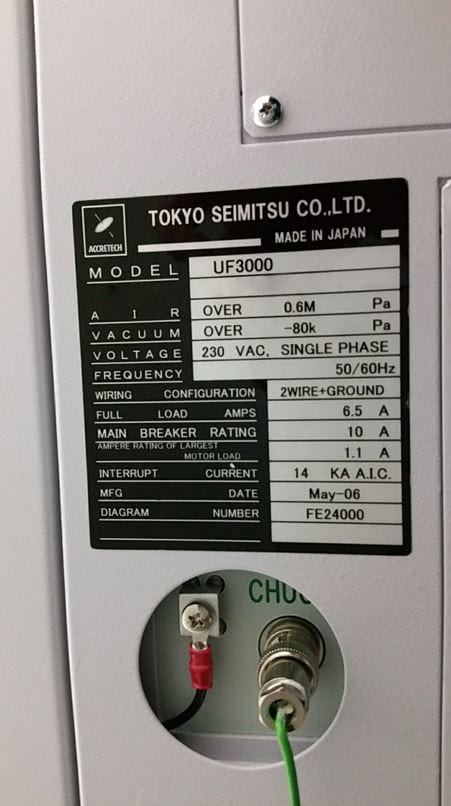 ACCRETECH
TOKYO SEIMITSU CO.,LTD.
MADE IN JAPAN
MODEL UF3000
AIR OVER 0.6M Pa
VACUUM OVER -80k Pa
VOLTAGE 230 VAC, SINGLE PHASE
FREQUENCY 50/60Hz
WIRING CONFIGURATION 2WIRE+GROUND
FULL LOAD AMPS 6.5 A
MAIN BREAKER RATING 10 A
AMPERE RATING OF LARGEST
MOTOR LOAD 1.1 A
INTERRUPT CURRENT 14 KA A.I.C.
MFG DATE May-06
DIAGRAM NUMBER FE24000